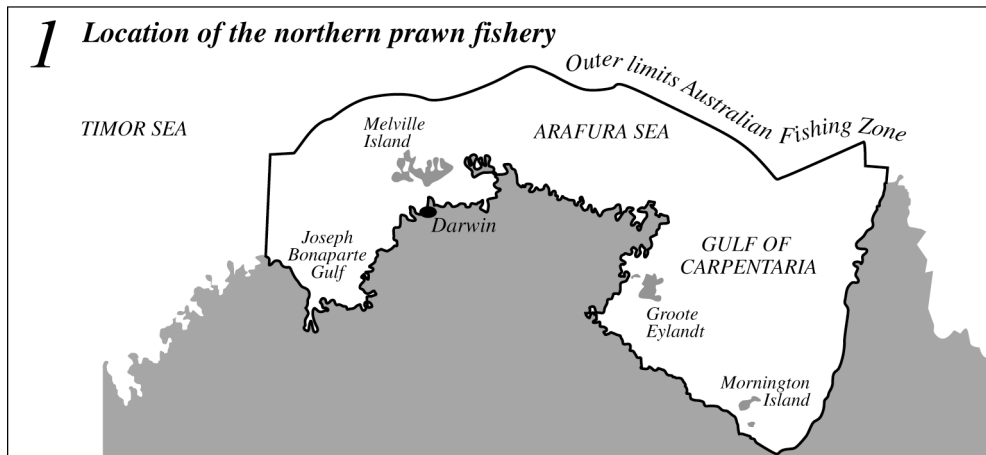 1 Location of the northern prawn fishery
Outer limits Australian Fishing Zone
TIMOR SEA
Melville
Island
ARAFURA SEA
Darwin
Joseph
Bonaparte
Gulf
GULF OF
CARPENTARIA
Groote
Eylandt
Mornington
Island